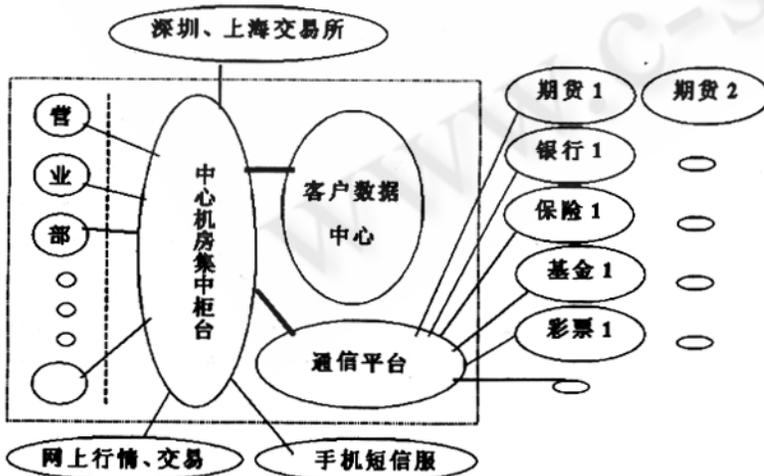 深圳、上海交易所
营
业
部
中心机房集中柜台
客户数据
中心
通信平台
期货 1
期货 2
银行 1
保险 1
基金 1
彩票 1
网上行情、交易
手机短信服
www.c-s